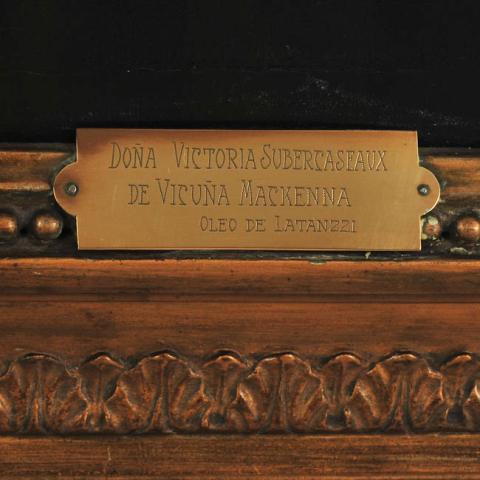 DOÑA VICTORIA SUBERCASEAUX
DE VICUÑA MACKENNA
OLEO DE LATANZZI